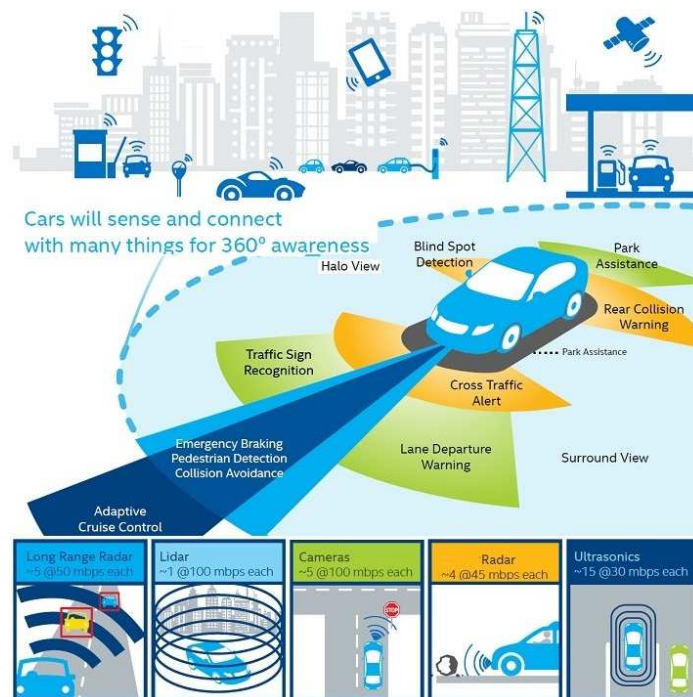 Cars will sense and connect
with many things for 360° awareness
Halo View
Blind Spot
Detection
Park
Assistance
Rear Collision
Warning
Park Assistance
Traffic Sign
Recognition
Cross Traffic
Alert
Emergency Braking
Pedestrian Detection
Collision Avoidance
Lane Departure
Warning
Surround View
Adaptive
Cruise Control
Long Range Radar
~5 @50 mbps each
Lidar
~1 @100 mbps each
Cameras
~5 @100 mbps each
Radar
~4 @45 mbps each
Ultrasonics
~15 @30 mbps each
STOP